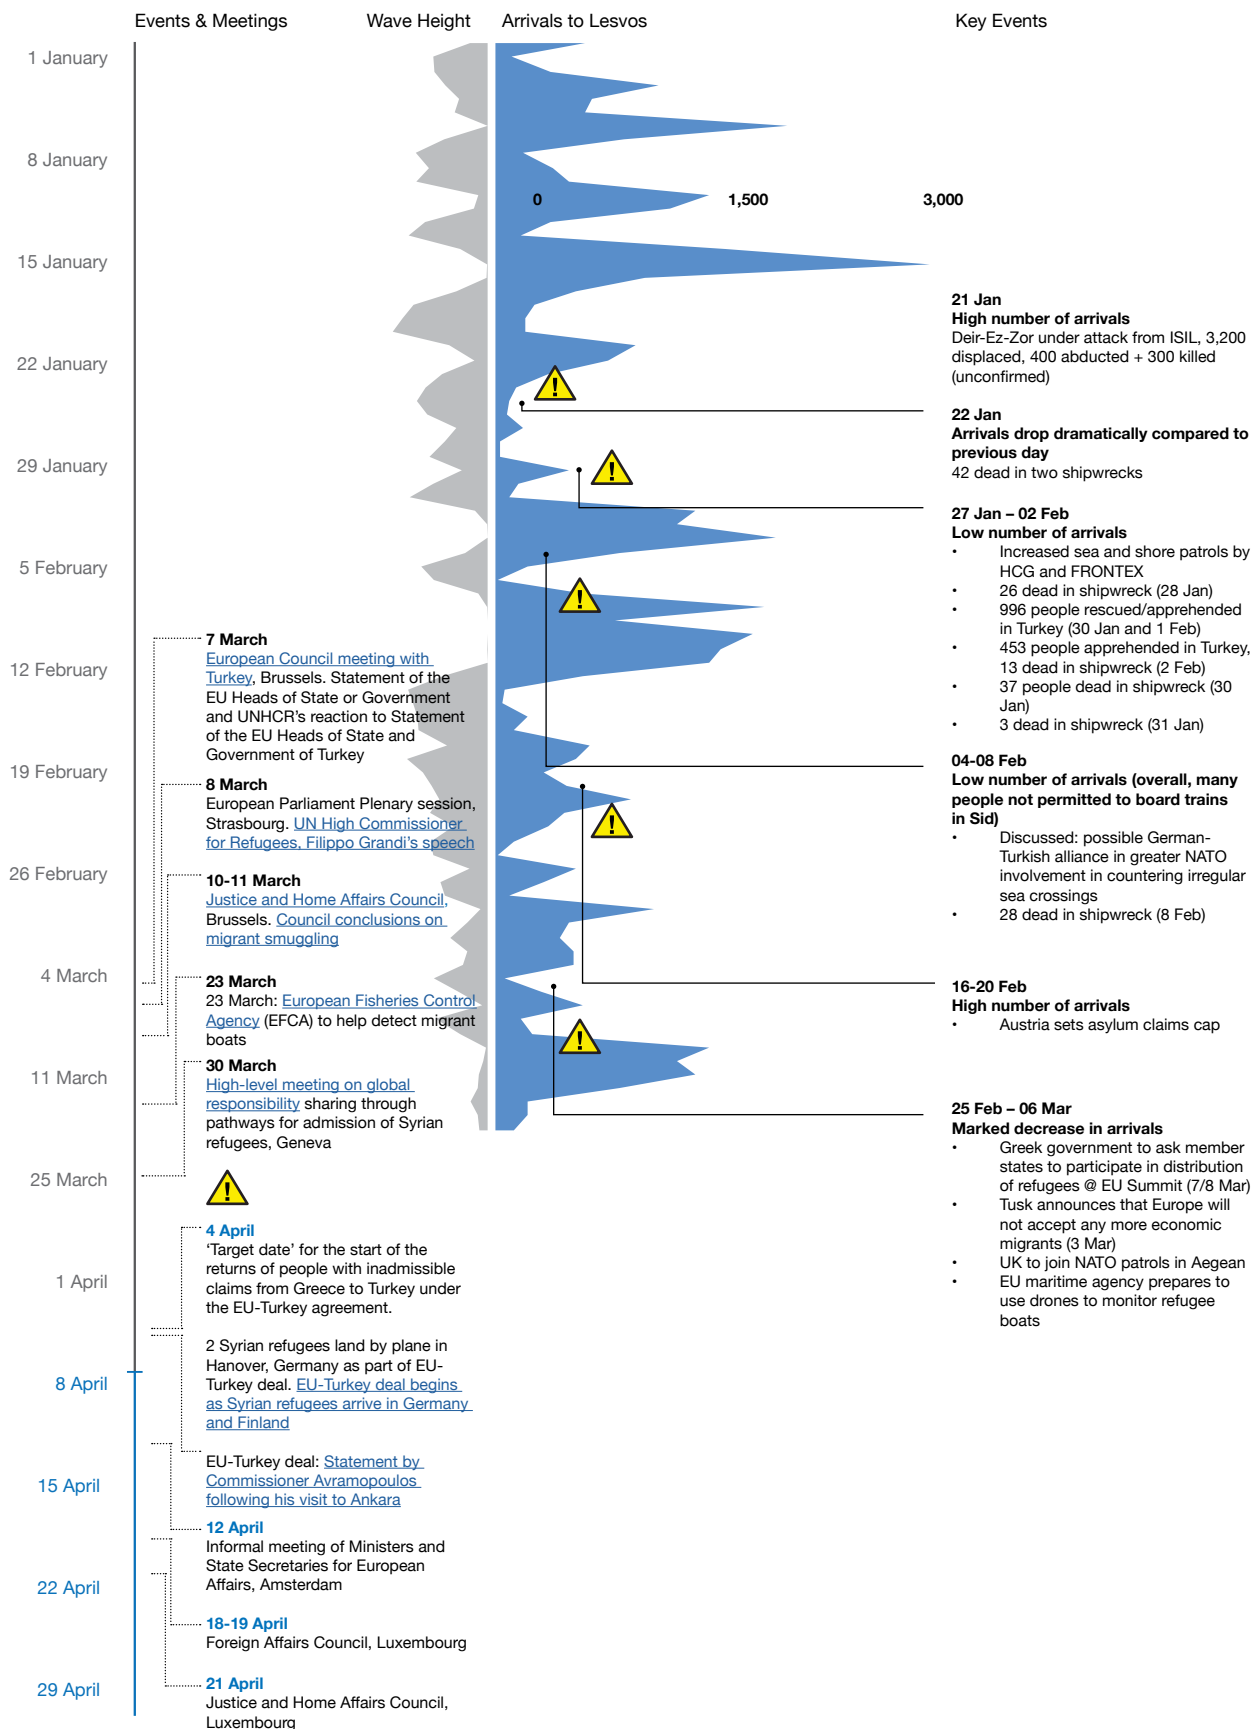 Events & Meetings
Wave Height
Arrivals to Lesvos
Key Events
1 January
8 January
15 January
22 January
29 January
5 February
12 February
19 February
26 February
4 March
11 March
25 March
1 April
8 April
15 April
22 April
29 April
0
1,500
3,000
7 March
European Council meeting with
Turkey, Brussels. Statement of the
EU Heads of State or Government
and UNHCR’s reaction to Statement
of the EU Heads of State and
Government of Turkey
8 March
European Parliament Plenary session,
Strasbourg. UN High Commissioner
for Refugees, Filippo Grandi’s speech
10-11 March
Justice and Home Affairs Council,
Brussels. Council conclusions on
migrant smuggling
23 March
23 March: European Fisheries Control
Agency (EFCA) to help detect migrant
boats
30 March
High-level meeting on global
responsibility sharing through
pathways for admission of Syrian
refugees, Geneva
!
4 April
‘Target date’ for the start of the
returns of people with inadmissible
claims from Greece to Turkey under
the EU-Turkey agreement.
2 Syrian refugees land by plane in
Hanover, Germany as part of EU-
Turkey deal. EU-Turkey deal begins
as Syrian refugees arrive in Germany
and Finland
EU-Turkey deal: Statement by
Commissioner Avramopoulos
following his visit to Ankara
12 April
Informal meeting of Ministers and
State Secretaries for European
Affairs, Amsterdam
18-19 April
Foreign Affairs Council, Luxembourg
21 April
Justice and Home Affairs Council,
Luxembourg
!
!
!
!
!
21 Jan
High number of arrivals
Deir-Ez-Zor under attack from ISIL, 3,200
displaced, 400 abducted + 300 killed
(unconfirmed)
22 Jan
Arrivals drop dramatically compared to
previous day
42 dead in two shipwrecks
27 Jan – 02 Feb
Low number of arrivals
• Increased sea and shore patrols by
HCG and FRONTEX
• 26 dead in shipwreck (28 Jan)
• 996 people rescued/apprehended
in Turkey (30 Jan and 1 Feb)
• 453 people apprehended in Turkey,
13 dead in shipwreck (2 Feb)
• 37 people dead in shipwreck (30
Jan)
• 3 dead in shipwreck (31 Jan)
04-08 Feb
Low number of arrivals (overall, many
people not permitted to board trains
in Sid)
• Discussed: possible German-
Turkish alliance in greater NATO
involvement in countering irregular
sea crossings
• 28 dead in shipwreck (8 Feb)
16-20 Feb
High number of arrivals
• Austria sets asylum claims cap
25 Feb – 06 Mar
Marked decrease in arrivals
• Greek government to ask member
states to participate in distribution
of refugees @ EU Summit (7/8 Mar)
• Tusk announces that Europe will
not accept any more economic
migrants (3 Mar)
• UK to join NATO patrols in Aegean
• EU maritime agency prepares to
use drones to monitor refugee
boats